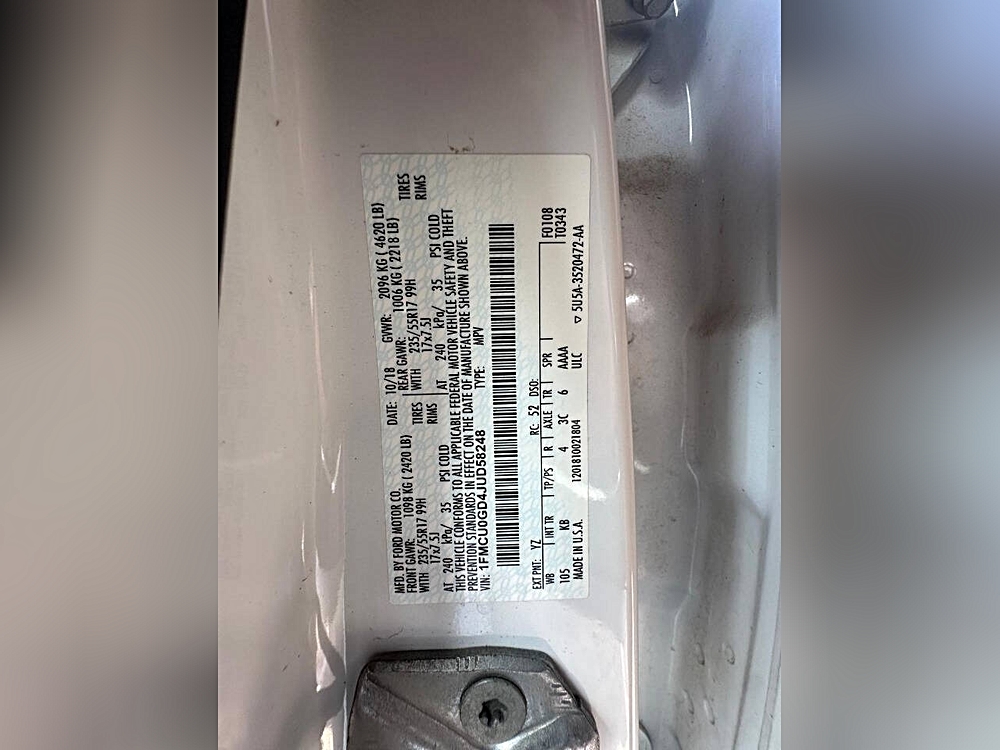 MFD. BY FORD MOTOR CO. DATE: 10/18 GVWR: 2096 KG ( 4620 LB)
FRONT GAWR: 1098 KG ( 2420 LB) REAR GAWR: 1006 KG ( 2218 LB)
WITH 235/55R17 99H TIRES WITH 235/55R17 99H TIRES
17x7.5J RIMS 17x7.5J RIMS
AT 240 kPa/ 35 PSI COLD AT 240 kPa/ 35 PSI COLD
THIS VEHICLE CONFORMS TO ALL APPLICABLE FEDERAL MOTOR VEHICLE SAFETY AND THEFT
PREVENTION STANDARDS IN EFFECT ON THE DATE OF MANUFACTURE SHOWN ABOVE.
VIN: 1FMCU0GD4JUD58248 TYPE: MPV
EXT PNT: YZ RC: 52 DSO: F0108
WB INT TR TP/PS R AXLE TR SPR T0343
105 KB 4 3C 6 AAAA
MADE IN U.S.A. 1201810021804 UILC ▽ 5U5A-3520472-AA